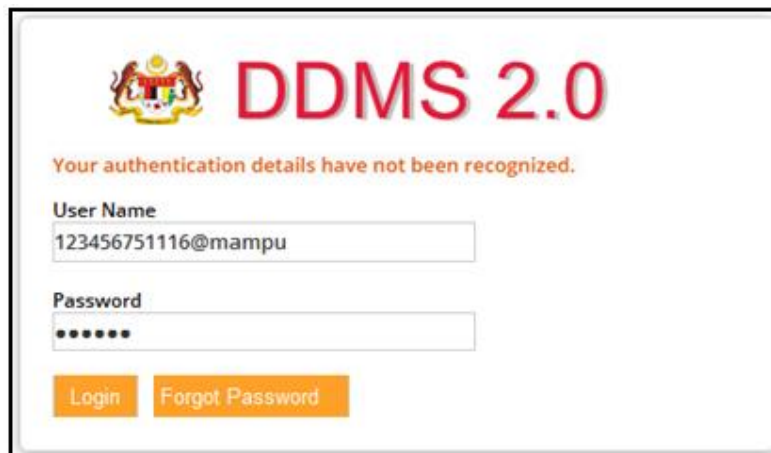 DDMS 2.0
Your authentication details have not been recognized.
User Name
123456751116@mampu
Password
••••••
Login Forgot Password